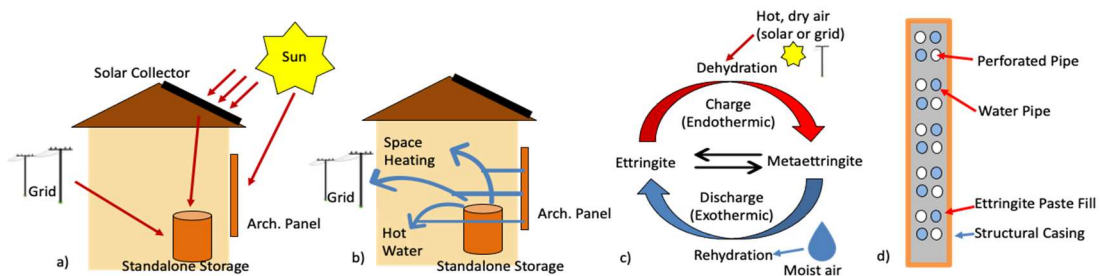 Solar Collector
Sun
Grid
Arch. Panel
Standalone Storage
a)
Space
Heating
Grid
Hot
Water
Arch. Panel
Standalone Storage
b)
Hot, dry air
(solar or grid)
Dehydration
Charge
(Endothermic)
Ettringite
Metaettringite
Discharge
(Exothermic)
Rehydration
Moist air
c)
Perforated Pipe
Water Pipe
Ettringite Paste Fill
Structural Casing
d)